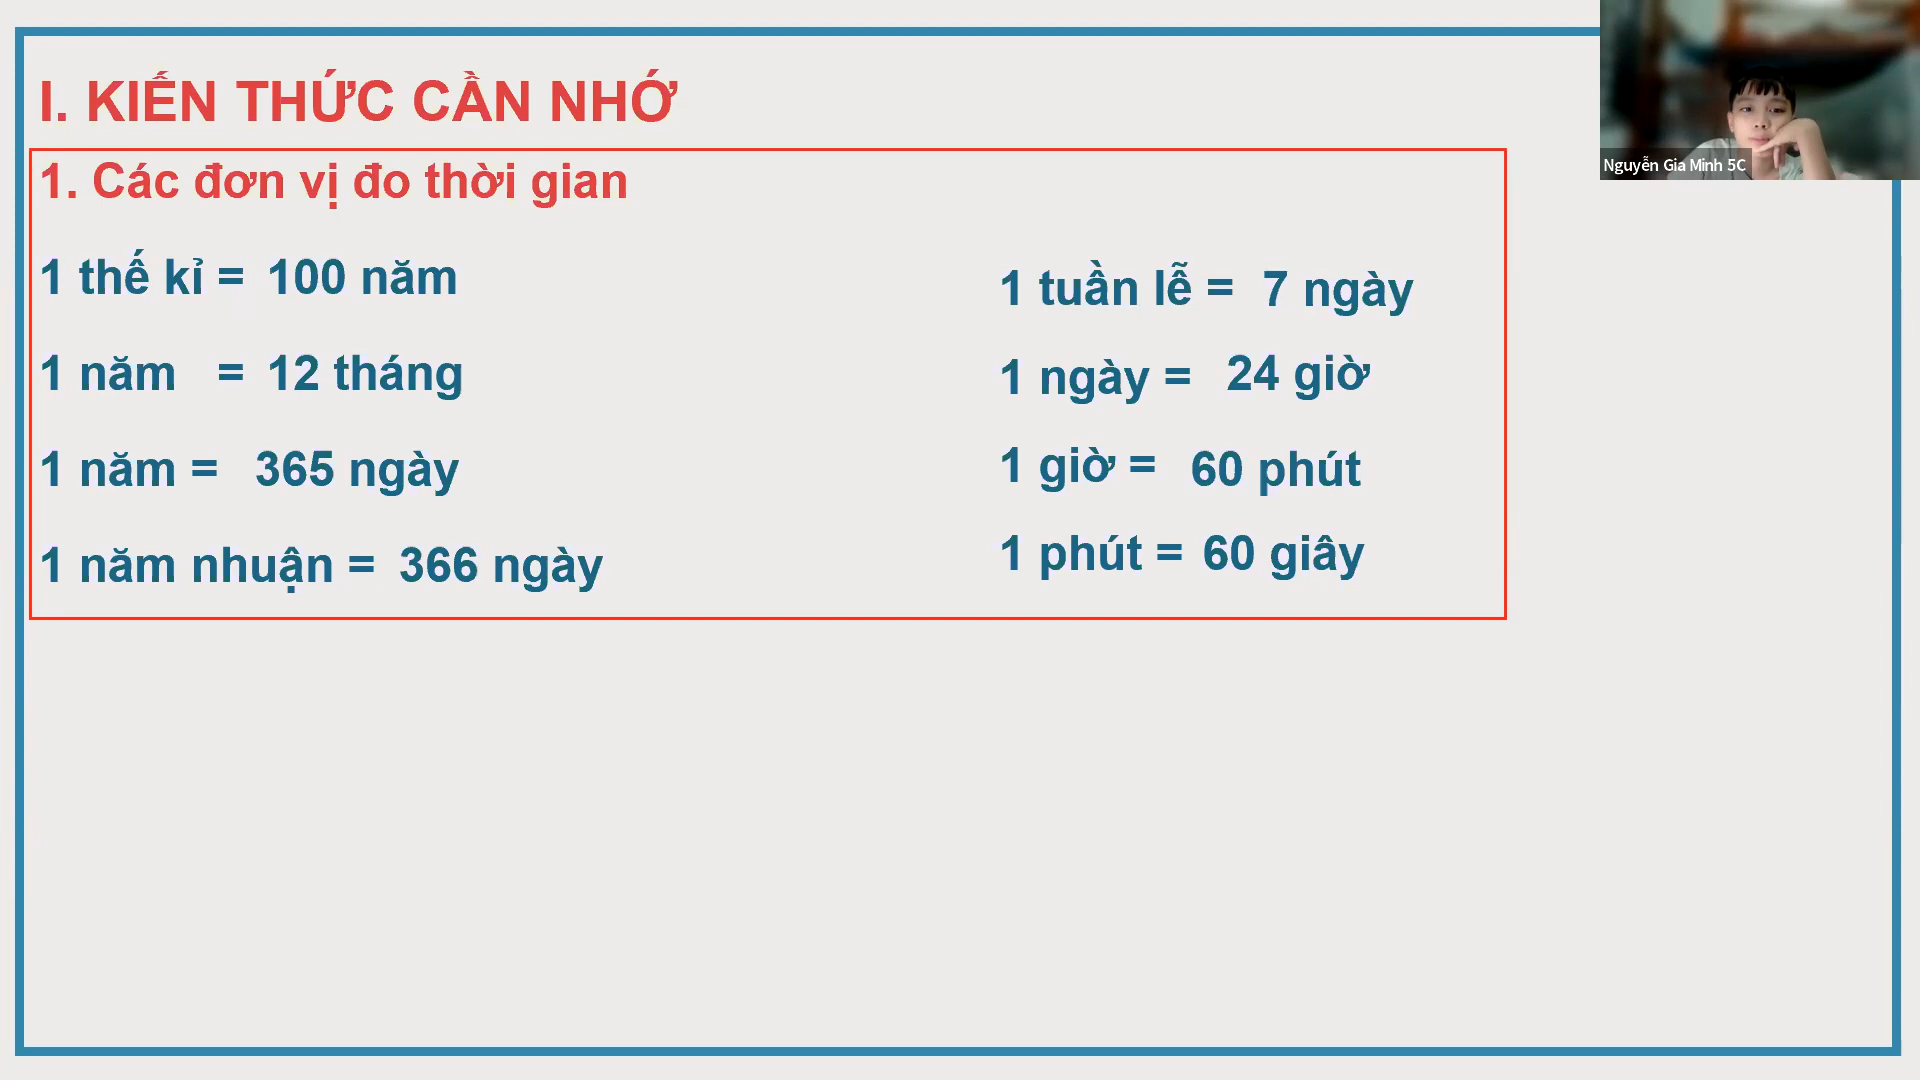 I. KIẾN THỨC CẦN NHỚ
1. Các đơn vị đo thời gian
1 thế kỉ = 100 năm
1 năm = 12 tháng
1 năm = 365 ngày
1 năm nhuận = 366 ngày
1 tuần lễ = 7 ngày
1 ngày = 24 giờ
1 giờ = 60 phút
1 phút = 60 giây
Nguyễn Gia Minh 5C